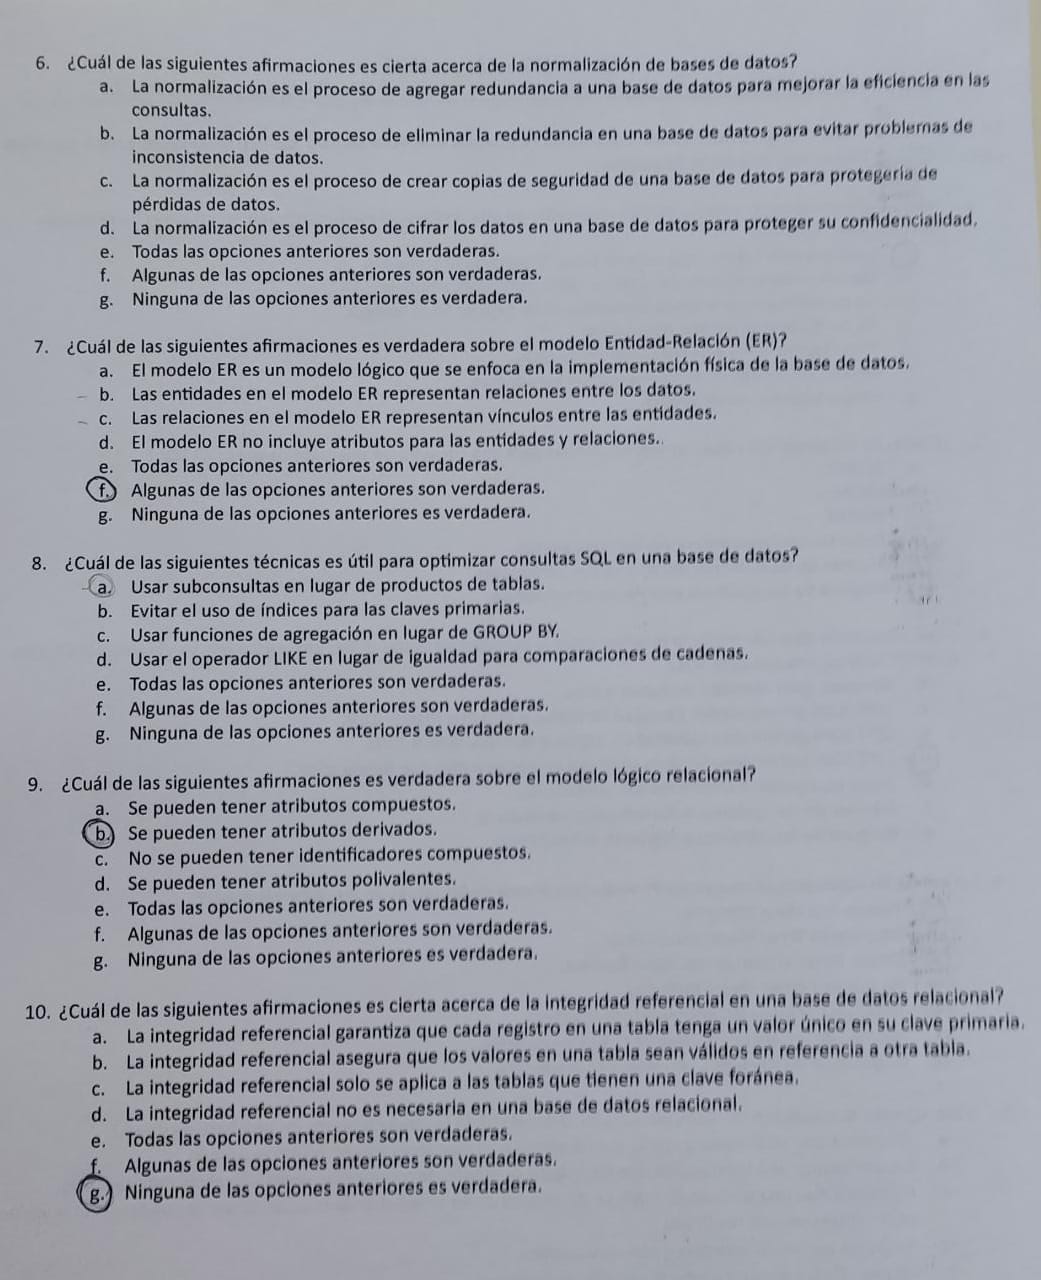 6. ¿Cuál de las siguientes afirmaciones es cierta acerca de la normalización de bases de datos?
a. La normalización es el proceso de agregar redundancia a una base de datos para mejorar la eficiencia en las
consultas.
b. La normalización es el proceso de eliminar la redundancia en una base de datos para evitar problemas de
inconsistencia de datos.
c. La normalización es el proceso de crear copias de seguridad de una base de datos para protegería de
pérdidas de datos.
d. La normalización es el proceso de cifrar los datos en una base de datos para proteger su confidencialidad.
e. Todas las opciones anteriores son verdaderas.
f. Algunas de las opciones anteriores son verdaderas.
g. Ninguna de las opciones anteriores es verdadera.
7. ¿Cuál de las siguientes afirmaciones es verdadera sobre el modelo Entidad-Relación (ER)?
a. El modelo ER es un modelo lógico que se enfoca en la implementación física de la base de datos.
b. Las entidades en el modelo ER representan relaciones entre los datos.
c. Las relaciones en el modelo ER representan vínculos entre las entidades.
d. El modelo ER no incluye atributos para las entidades y relaciones.
e. Todas las opciones anteriores son verdaderas.
f. Algunas de las opciones anteriores son verdaderas.
g. Ninguna de las opciones anteriores es verdadera.
8. ¿Cuál de las siguientes técnicas es útil para optimizar consultas SQL en una base de datos?
a. Usar subconsultas en lugar de productos de tablas.
b. Evitar el uso de índices para las claves primarias.
c. Usar funciones de agregación en lugar de GROUP BY.
d. Usar el operador LIKE en lugar de igualdad para comparaciones de cadenas.
e. Todas las opciones anteriores son verdaderas.
f. Algunas de las opciones anteriores son verdaderas.
g. Ninguna de las opciones anteriores es verdadera.
9. ¿Cuál de las siguientes afirmaciones es verdadera sobre el modelo lógico relacional?
a. Se pueden tener atributos compuestos.
b. Se pueden tener atributos derivados.
c. No se pueden tener identificadores compuestos.
d. Se pueden tener atributos polivalentes.
e. Todas las opciones anteriores son verdaderas.
f. Algunas de las opciones anteriores son verdaderas.
g. Ninguna de las opciones anteriores es verdadera.
10. ¿Cuál de las siguientes afirmaciones es cierta acerca de la integridad referencial en una base de datos relacional?
a. La integridad referencial garantiza que cada registro en una tabla tenga un valor único en su clave primaria.
b. La integridad referencial asegura que los valores en una tabla sean válidos en referencia a otra tabla.
c. La integridad referencial solo se aplica a las tablas que tienen una clave foránea.
d. La integridad referencial no es necesaria en una base de datos relacional.
e. Todas las opciones anteriores son verdaderas.
f. Algunas de las opciones anteriores son verdaderas.
g. Ninguna de las opciones anteriores es verdadera.